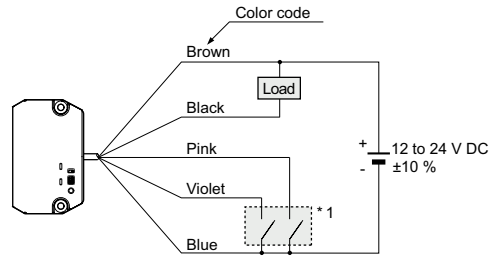 Color code
Brown
Load
Black
Pink
+ 12 to 24 V DC
- ±10 %
Violet
* 1
Blue